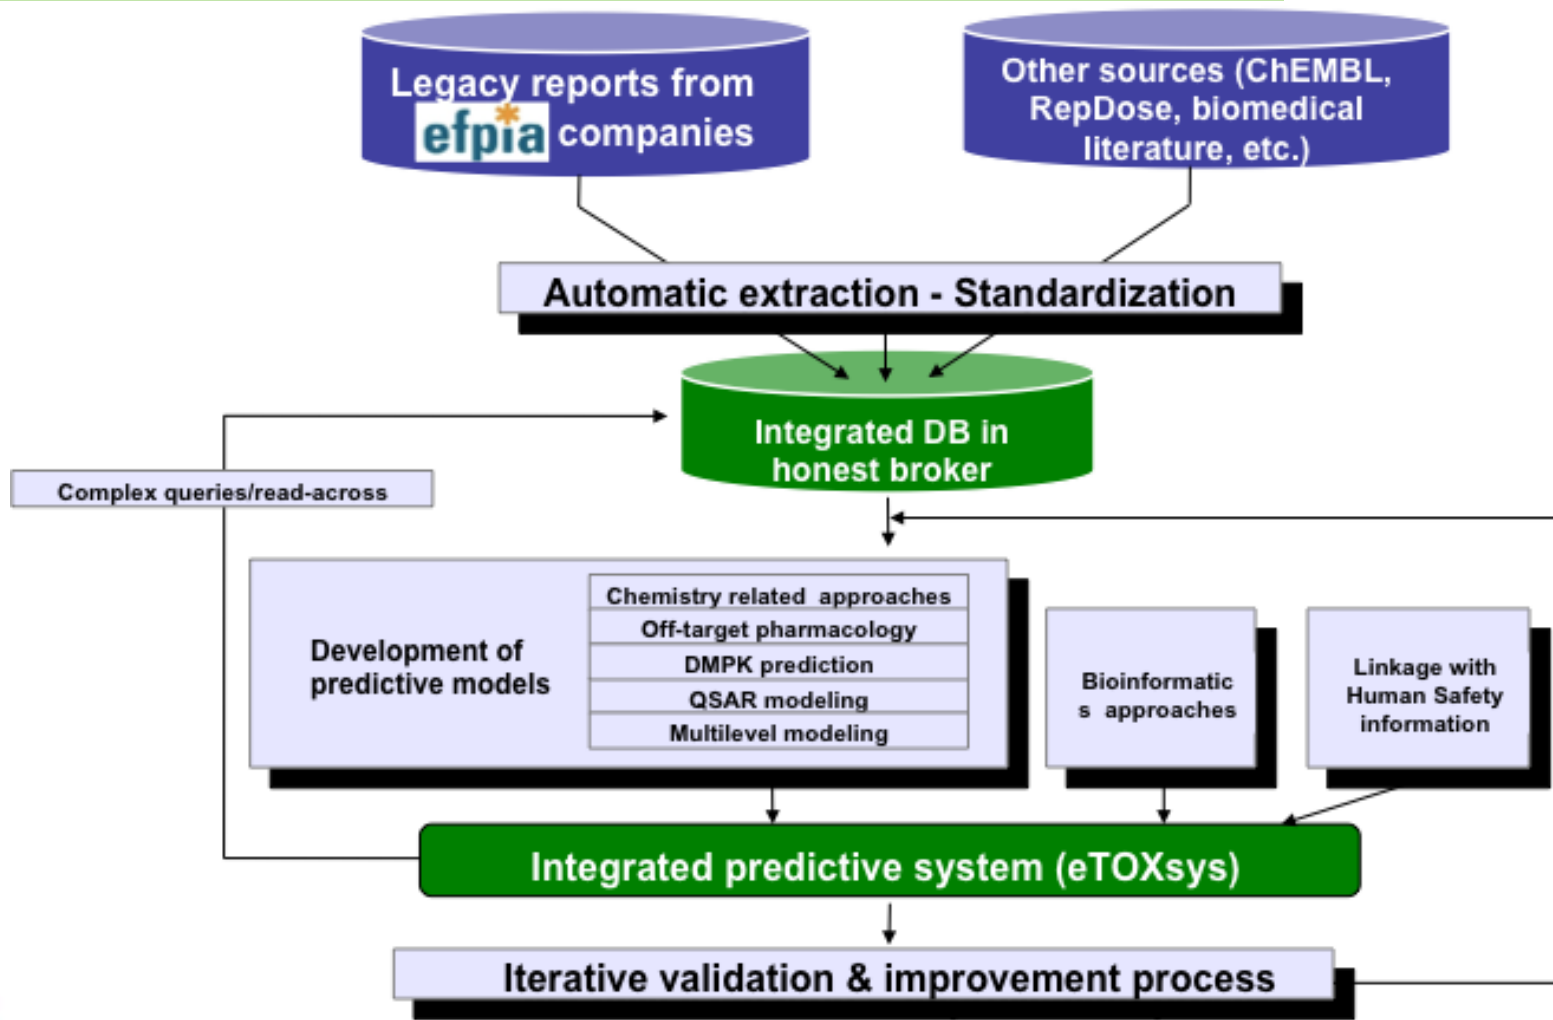 Legacy reports from
efpia companies
Other sources (ChEMBL,
RepDose, biomedical
literature, etc.)
Automatic extraction - Standardization
Integrated DB in
honest broker
Complex queries/read-across
Development of
predictive models
Chemistry related  approaches
Off-target pharmacology
DMPK prediction
QSAR modeling
Multilevel modeling
Bioinformatic
s  approaches
Linkage with
Human Safety
information
Integrated predictive system (eTOXsys)
Iterative validation & improvement process